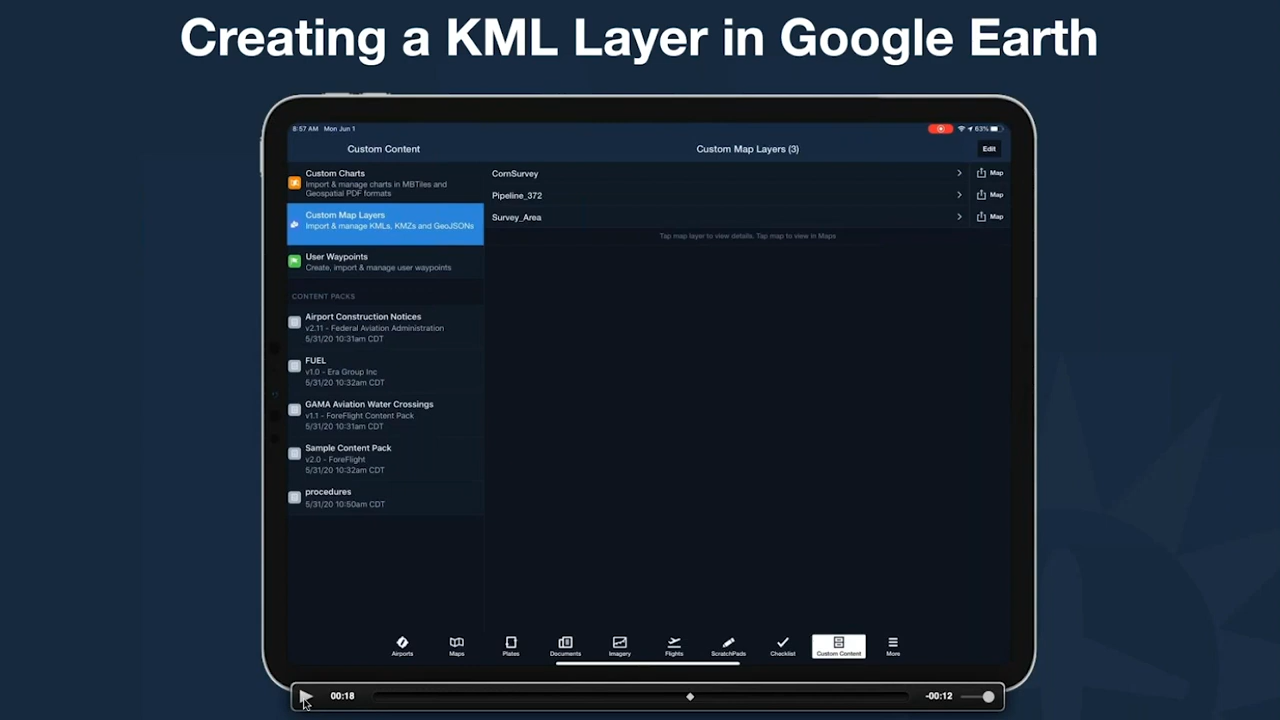 Creating a KML Layer in Google Earth
8:57 AM Mon Jun 1
63%
Custom Content
Custom Map Layers (3)
Edit
Custom Charts
Import & manage charts in MBTiles and
Geospatial PDF formats
Custom Map Layers
Import & manage KMLs, KMZs and GeoJSONs
User Waypoints
Create, import & manage user waypoints
CONTENT PACKS
Airport Construction Notices
v2.11 - Federal Aviation Administration
5/31/20 10:31am CDT
FUEL
v1.0 - Era Group Inc
5/31/20 10:32am CDT
GAMA Aviation Water Crossings
v1.1 - ForeFlight Content Pack
5/31/20 10:31am CDT
Sample Content Pack
v2.0 - ForeFlight
5/31/20 10:32am CDT
procedures
5/31/20 10:50am CDT
CornSurvey
Map
Pipeline_372
Map
Survey_Area
Map
Tap map layer to view details. Tap map to view in Maps
Airports
Maps
Plates
Documents
Imagery
Flights
ScratchPads
Checklist
Custom Content
More
00:18
-00:12